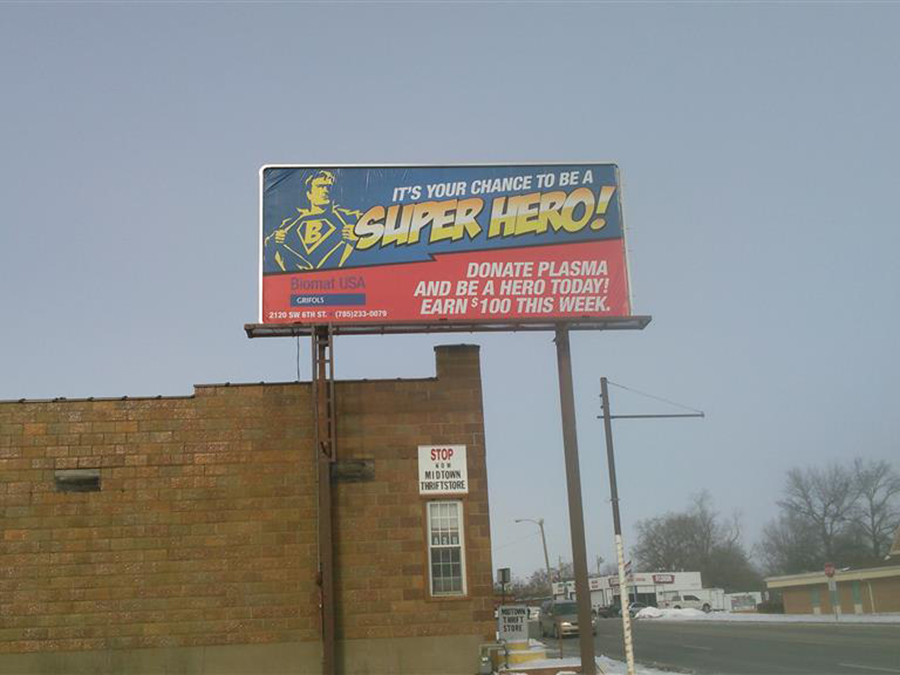 IT'S YOUR CHANCE TO BE A
SUPER HERO!
B
DONATE PLASMA
AND BE A HERO TODAY!
EARN $100 THIS WEEK.
Biomat USA
GRIFOLS
2120 SW 6TH ST. • (785)233-0079
STOP
NOW
MIDTOWN
THRIFTSTORE
MIDTOWN
THRIFT
STORE